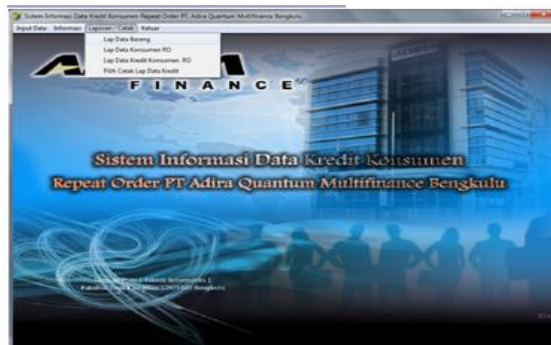 Sistem Informasi Data Kredit Konsumen Repeat Order PT. Adira Quantum Multifinance Bengkulu
Input Data Informasi Laporan / Cetak Keluar
Lap Data Barang
Lap Data Konsumen RO
Lap Data Kredit Konsumen RO
Pilih Cetak Lap Data Kredit
FINANCE
Sistem Informasi Data Kredit Konsumen
Repeat Order PT Adira Quantum Multifinance Bengkulu